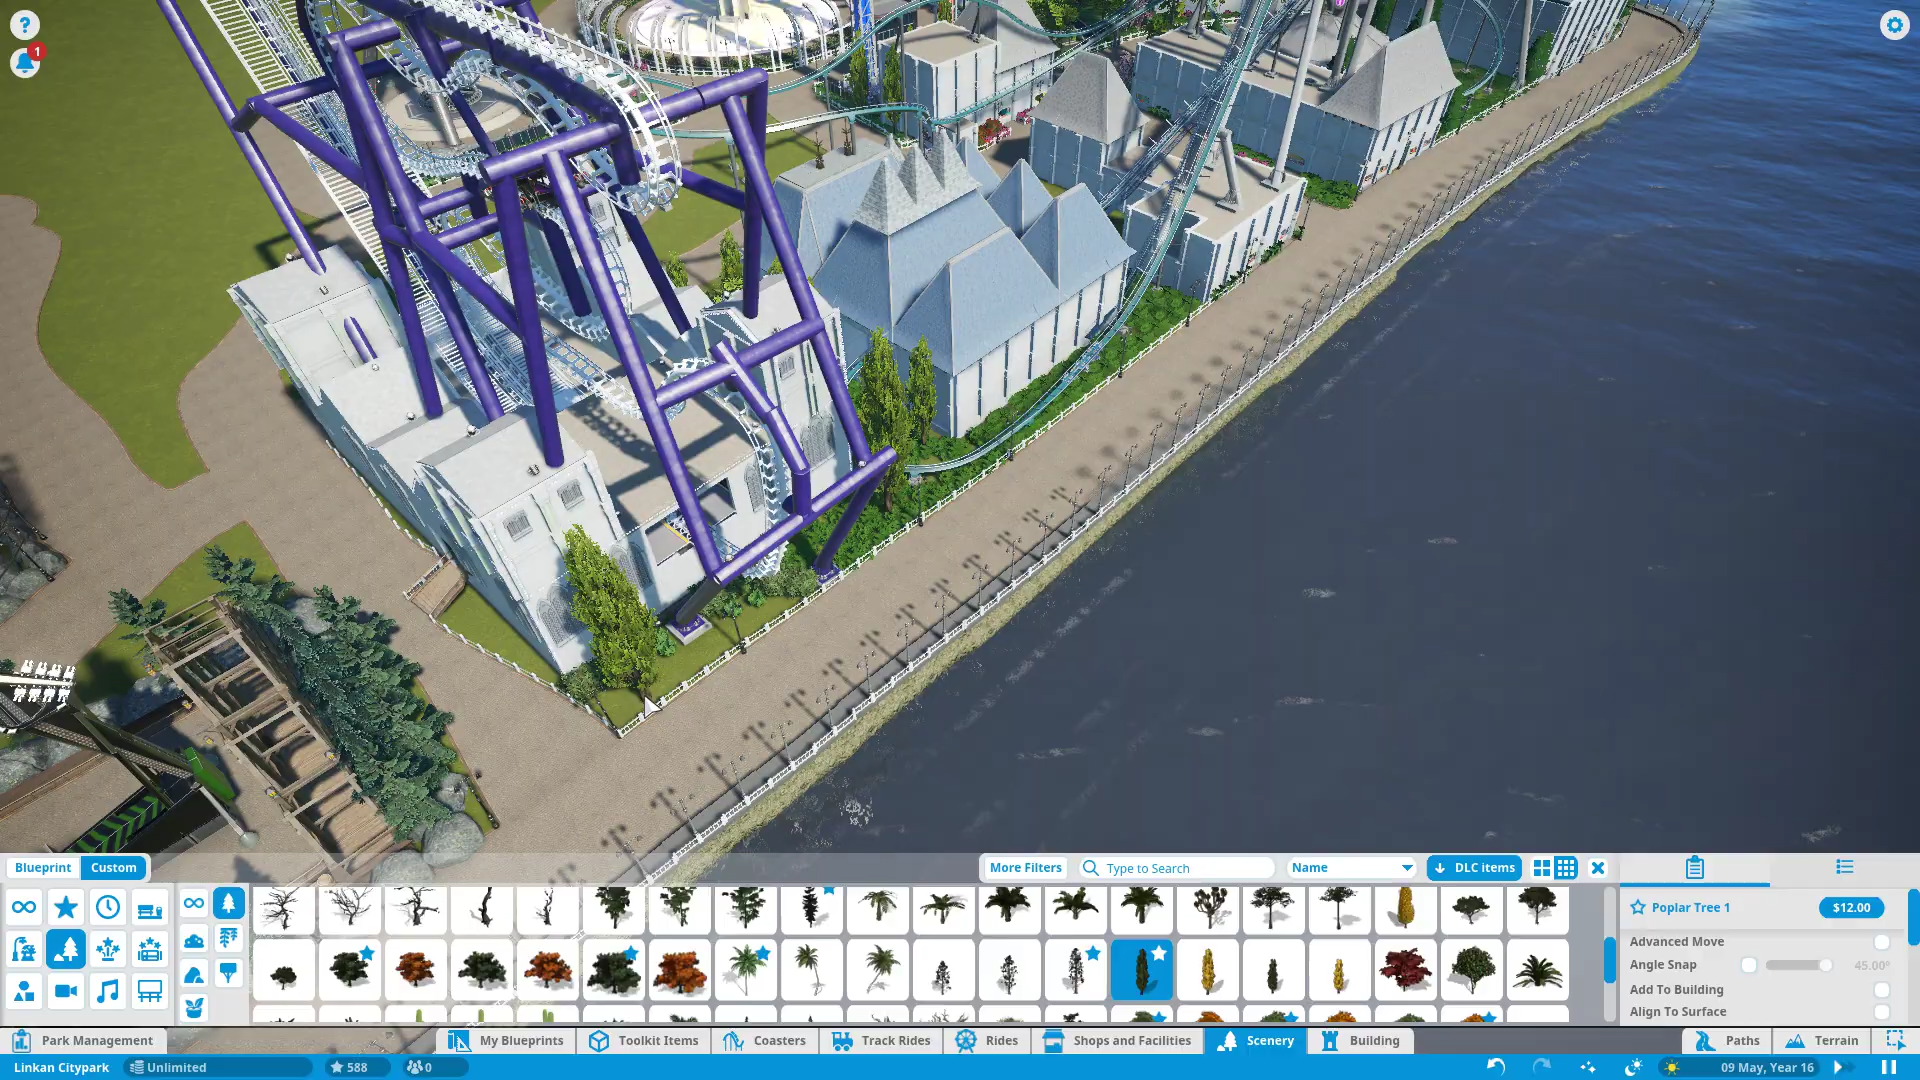 ?
1
Blueprint
Custom
More Filters
Type to Search
Name
DLC items
Poplar Tree 1
$12.00
Advanced Move
Angle Snap
45.00°
Add To Building
Align To Surface
Park Management
My Blueprints
Toolkit Items
Coasters
Track Rides
Rides
Shops and Facilities
Scenery
Building
Paths
Terrain
Linkan Citypark
Unlimited
588
0
09 May, Year 16